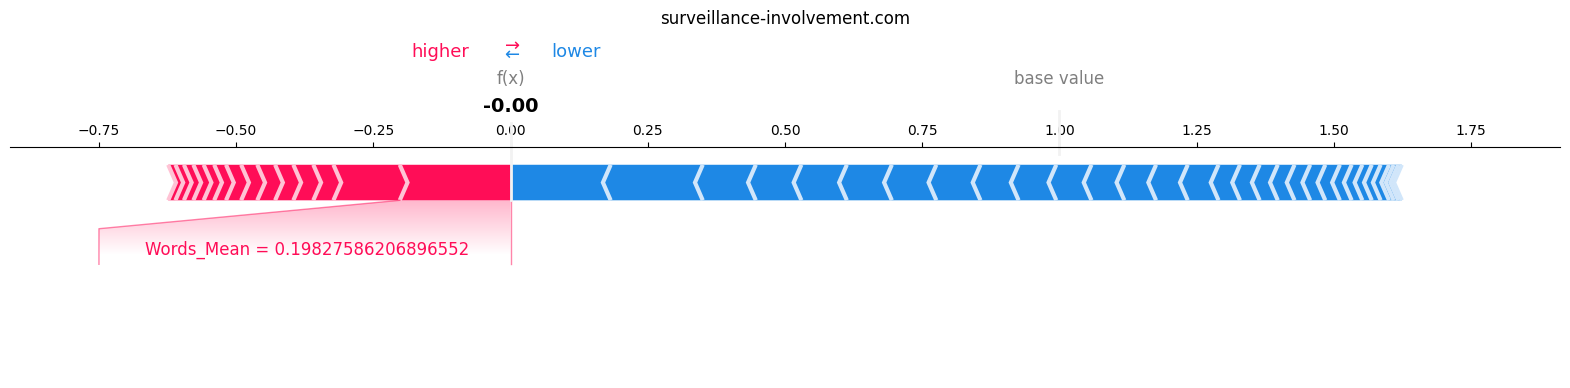 surveillance-involvement.com
higher ⇄ lower
f(x) base value
-0.00
−0.75 −0.50 −0.25 0.00 0.25 0.50 0.75 1.00 1.25 1.50 1.75
Words_Mean = 0.19827586206896552